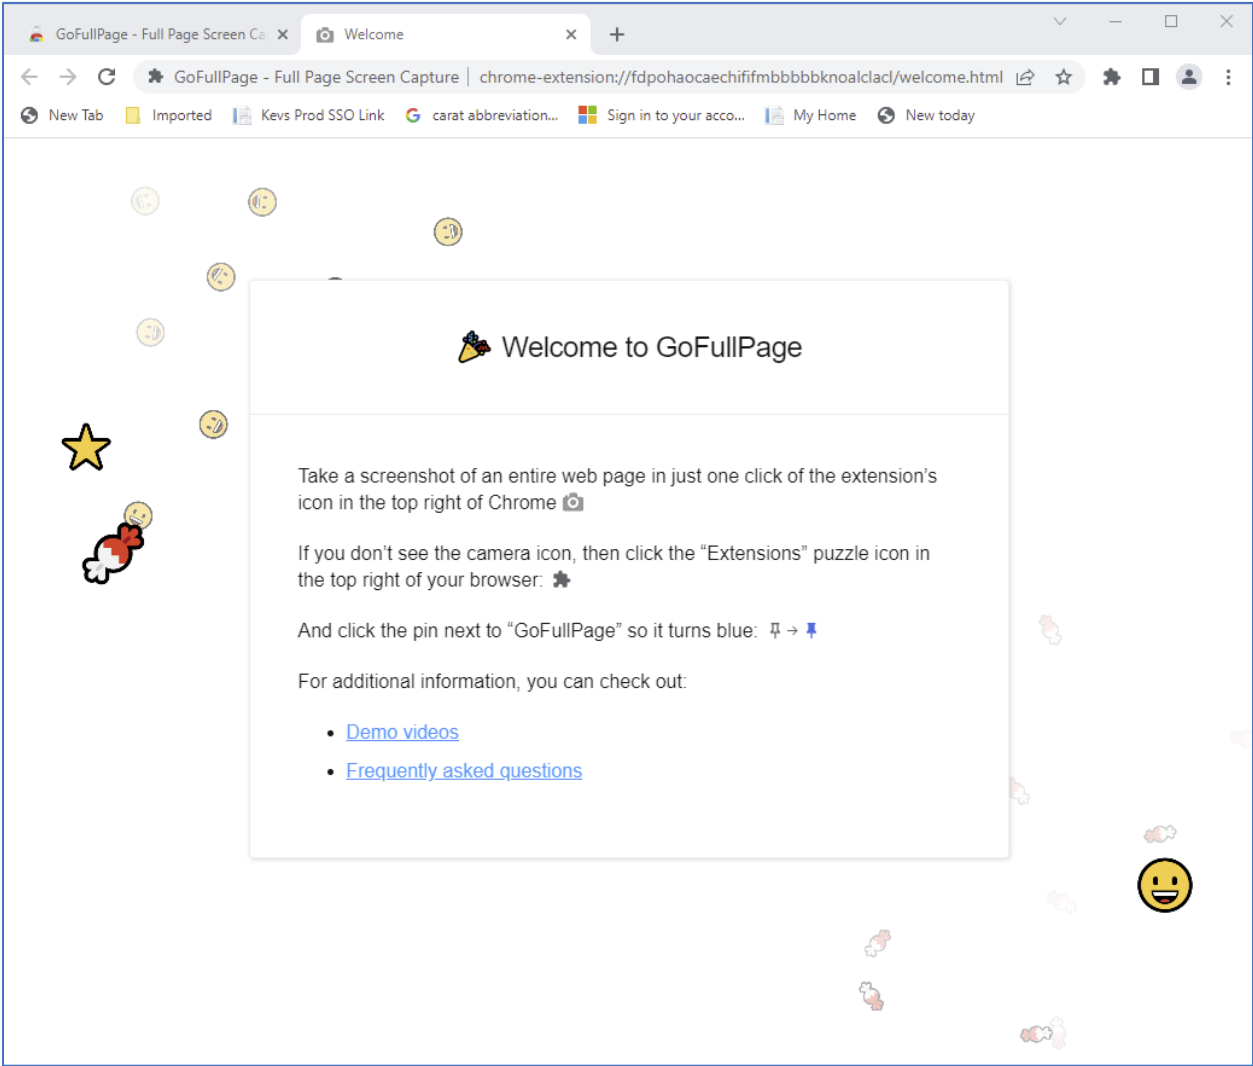 GoFullPage - Full Page Screen Ca
Welcome
GoFullPage - Full Page Screen Capture | chrome-extension://fdpohaocaechififmbbbbbknoalclacl/welcome.html
New Tab
Imported
Kevs Prod SSO Link
carat abbreviation...
Sign in to your acco...
My Home
New today
Welcome to GoFullPage
Take a screenshot of an entire web page in just one click of the extension’s
icon in the top right of Chrome
If you don’t see the camera icon, then click the “Extensions” puzzle icon in
the top right of your browser:
And click the pin next to “GoFullPage” so it turns blue: →
For additional information, you can check out:
• Demo videos
• Frequently asked questions